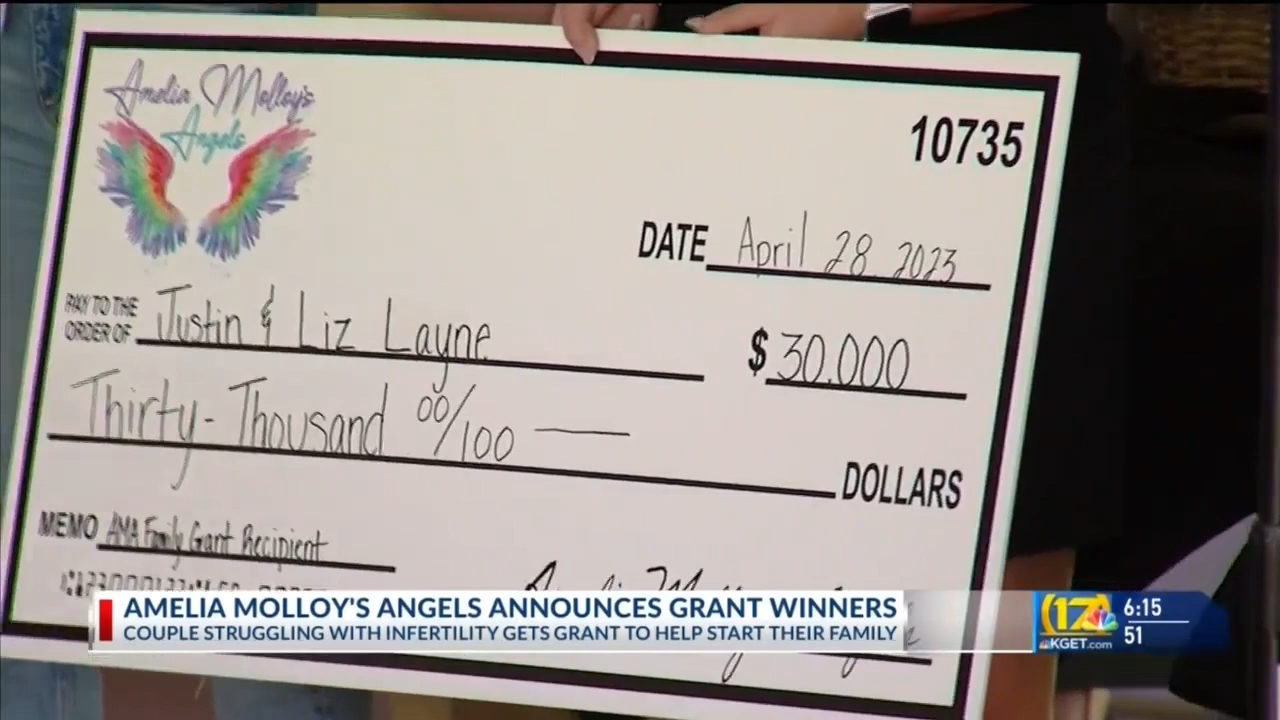 Amelia Molloy's
Angels
10735
DATE April 28 2023
PAY TO THE
ORDER OF Justin & Liz Layne $ 30.000
Thirty-Thousand 00/100
DOLLARS
MEMO AMA Family Grant Recipient
AMELIA MOLLOY'S ANGELS ANNOUNCES GRANT WINNERS
COUPLE STRUGGLING WITH INFERTILITY GETS GRANT TO HELP START THEIR FAMILY
17
KGET.com
6:15
51